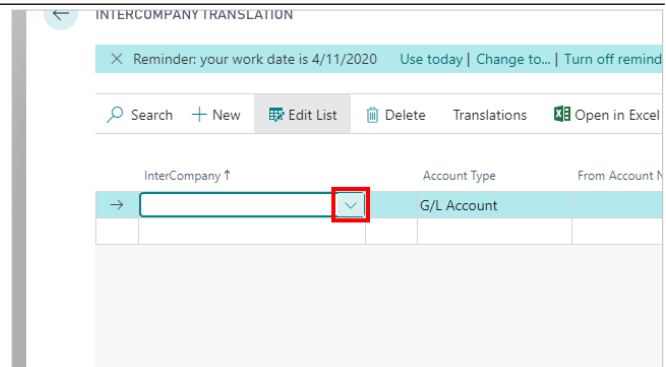 INTERCOMPANY TRANSLATION
Reminder: your work date is 4/11/2020 Use today | Change to... | Turn off remind
Search + New Edit List Delete Translations Open in Excel
InterCompany ↑ Account Type From Account N
→ G/L Account